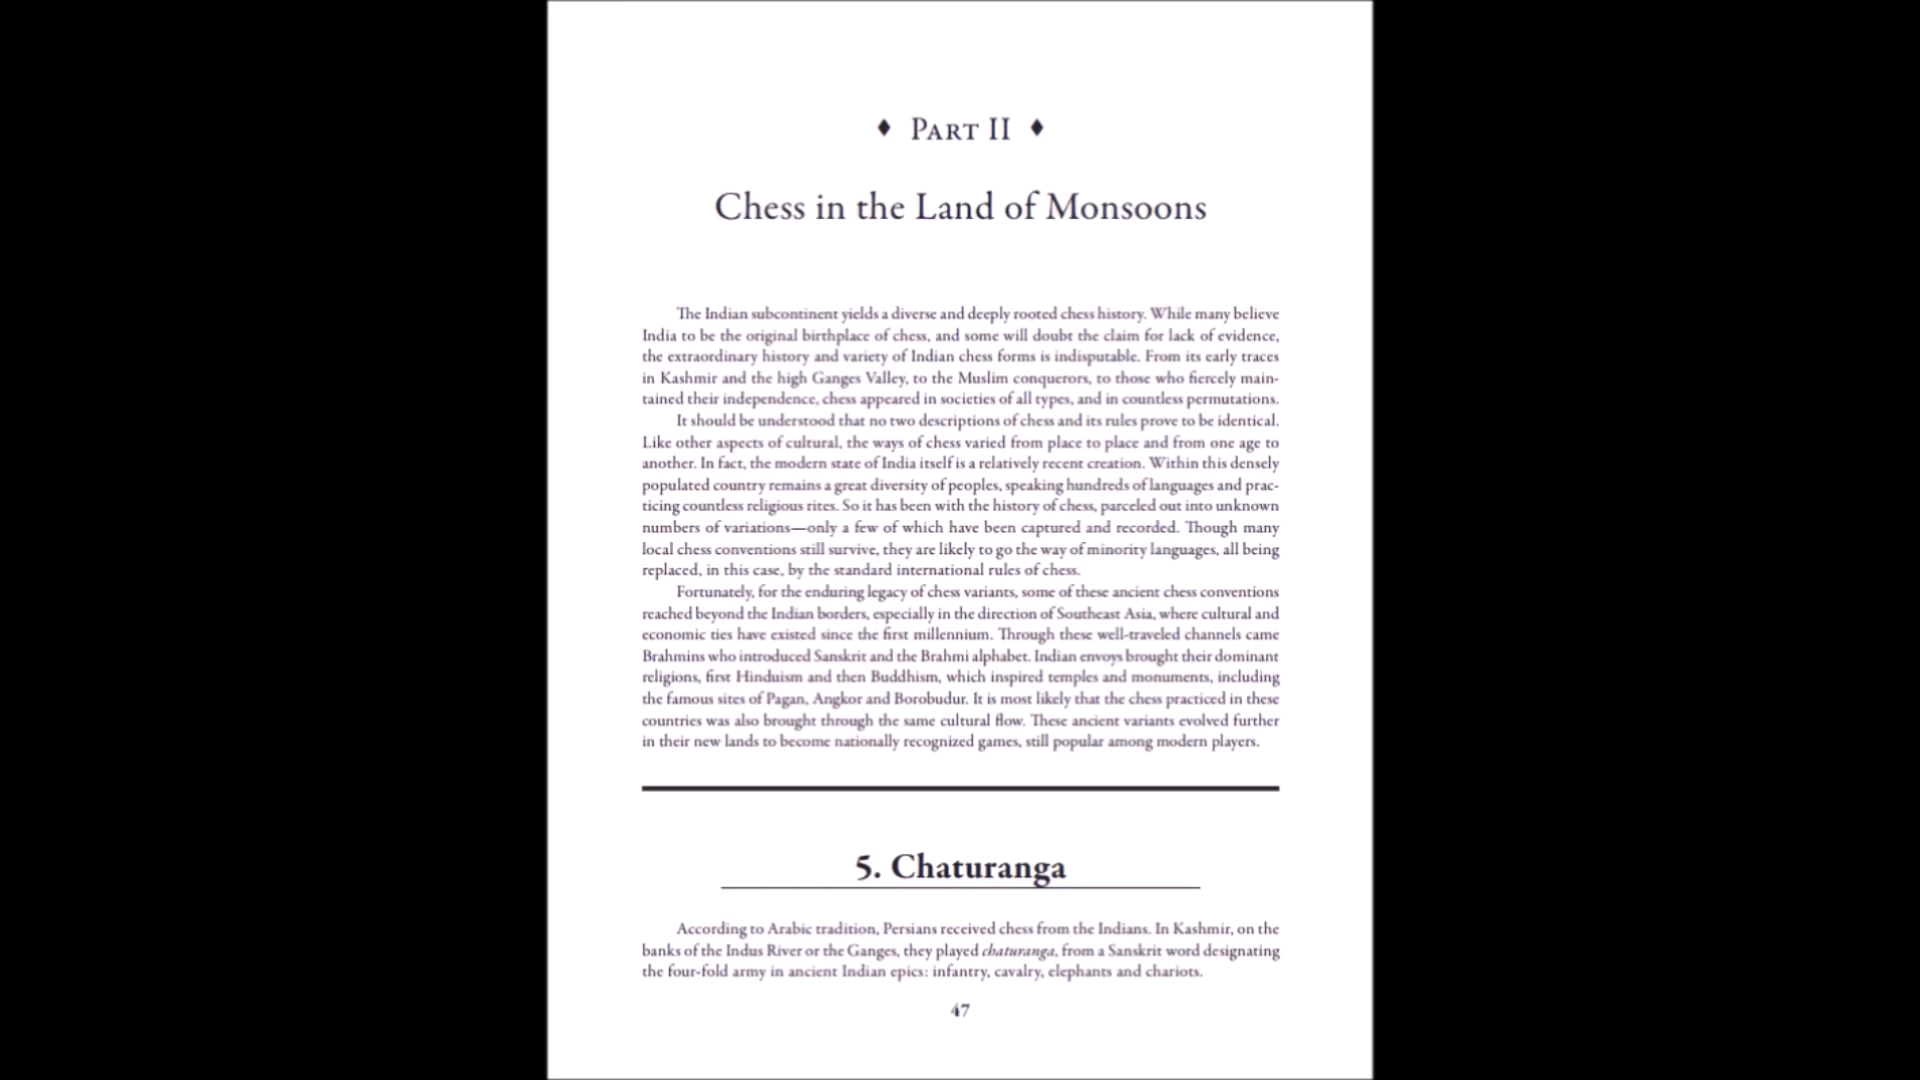 ♦ PART II ♦
Chess in the Land of Monsoons
The Indian subcontinent yields a diverse and deeply rooted chess history. While many believe
India to be the original birthplace of chess, and some will doubt the claim for lack of evidence,
the extraordinary history and variety of Indian chess forms is indisputable. From its early traces
in Kashmir and the high Ganges Valley, to the Muslim conquerors, to those who fiercely main-
tained their independence, chess appeared in societies of all types, and in countless permutations.
It should be understood that no two descriptions of chess and its rules prove to be identical.
Like other aspects of cultural, the ways of chess varied from place to place and from one age to
another. In fact, the modern state of India itself is a relatively recent creation. Within this densely
populated country remains a great diversity of peoples, speaking hundreds of languages and prac-
ticing countless religious rites. So it has been with the history of chess, parceled out into unknown
numbers of variations—only a few of which have been captured and recorded. Though many
local chess conventions still survive, they are likely to go the way of minority languages, all being
replaced, in this case, by the standard international rules of chess.
Fortunately, for the enduring legacy of chess variants, some of these ancient chess conventions
reached beyond the Indian borders, especially in the direction of Southeast Asia, where cultural and
economic ties have existed since the first millennium. Through these well-traveled channels came
Brahmins who introduced Sanskrit and the Brahmi alphabet. Indian envoys brought their dominant
religions, first Hinduism and then Buddhism, which inspired temples and monuments, including
the famous sites of Pagan, Angkor and Borobudur. It is most likely that the chess practiced in these
countries was also brought through the same cultural flow. These ancient variants evolved further
in their new lands to become nationally recognized games, still popular among modern players.
5. Chaturanga
According to Arabic tradition, Persians received chess from the Indians. In Kashmir, on the
banks of the Indus River or the Ganges, they played chaturanga, from a Sanskrit word designating
the four-fold army in ancient Indian epics: infantry, cavalry, elephants and chariots.
47